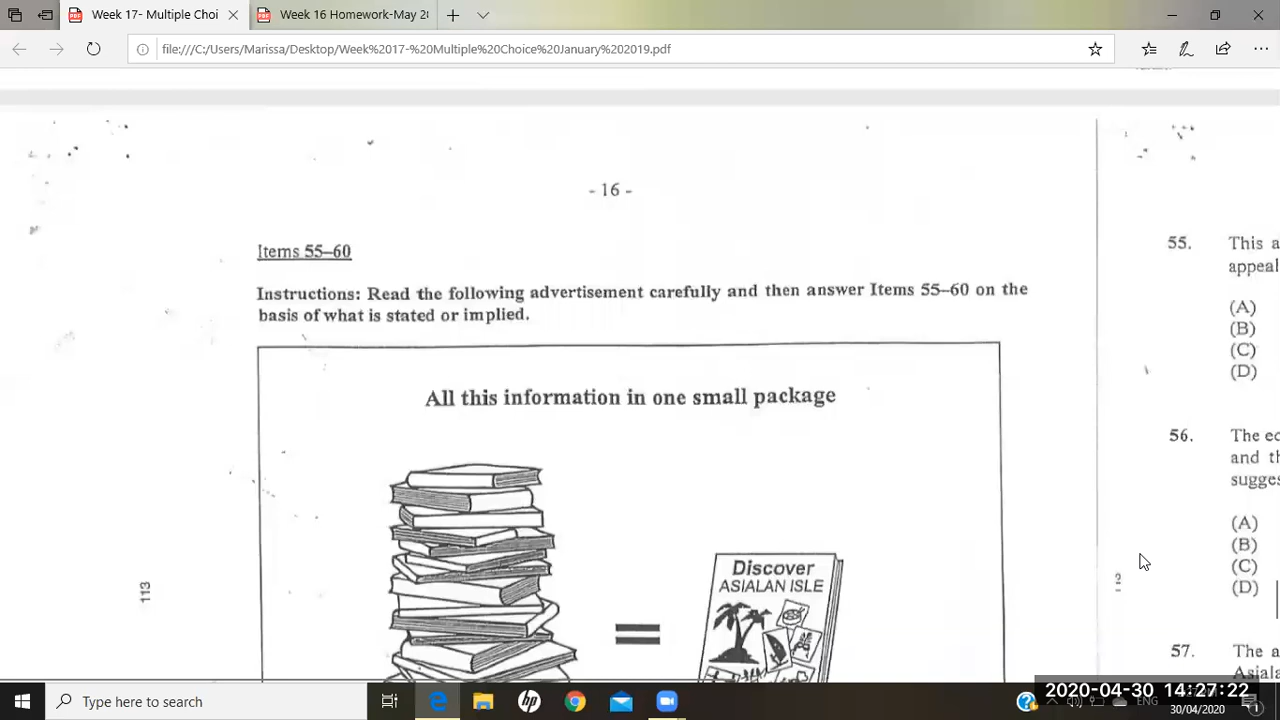 Week 17- Multiple Choi
Week 16 Homework-May 20
file:///C:/Users/Marissa/Desktop/Week%2017-%20Multiple%20Choice%20January%202019.pdf
- 16 -
Items 55–60
Instructions: Read the following advertisement carefully and then answer Items 55–60 on the
basis of what is stated or implied.
All this information in one small package
Discover
ASIALAN ISLE
=
113
55. This a
appeal
(A)
(B)
(C)
(D)
56. The ec
and th
sugges
(A)
(B)
(C)
(D)
57. The a
Asiala
Type here to search
hp
ENG
2020-04-30 14:27:22
30/04/2020